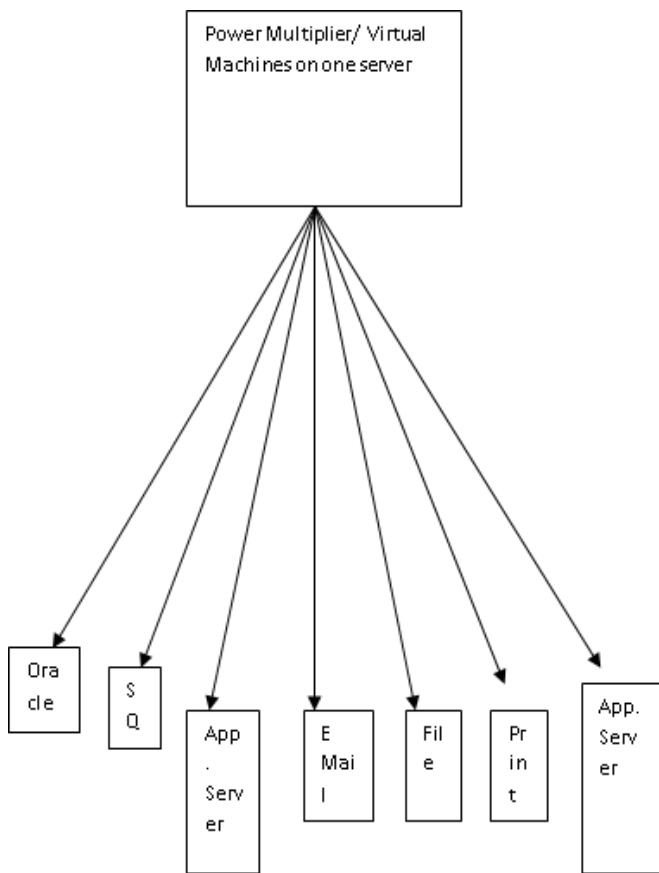 Power Multiplier/ Virtual
Machines on one server
Ora
cle
S
Q
App
.
Serv
er
E
Mai
l
Fil
e
Pr
in
t
App.
Serv
er